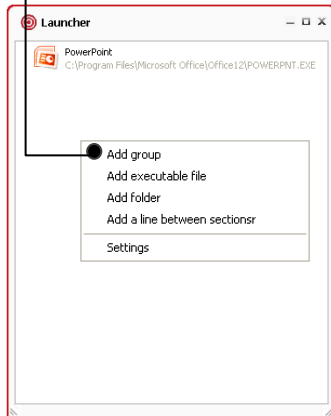 Launcher
PowerPoint
C:\Program Files\Microsoft Office\Office12\POWERPNT.EXE
Add group
Add executable file
Add folder
Add a line between sectionsr
Settings